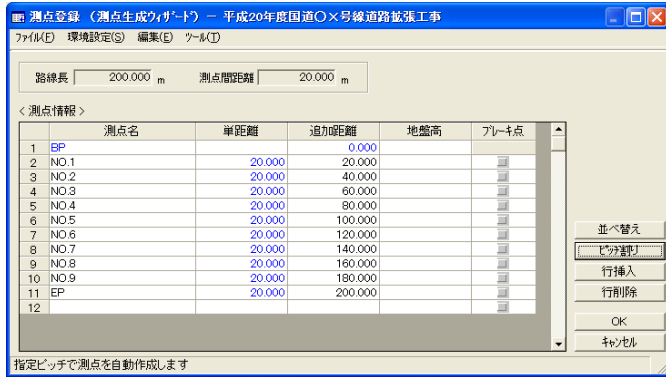 測点登録 （測点生成ｳｨｻﾞｰﾄﾞ） － 平成20年度国道〇×号線道路拡張工事
ﾌｧｲﾙ(F) 環境設定(S) 編集(E) ﾂｰﾙ(T)
路線長 200.000 m 測点間距離 20.000 m
＜測点情報＞
測点名 単距離 追加距離 地盤高 ﾌﾞﾚｰｷ点
1 BP 0.000
2 NO.1 20.000 20.000
3 NO.2 20.000 40.000
4 NO.3 20.000 60.000
5 NO.4 20.000 80.000
6 NO.5 20.000 100.000
7 NO.6 20.000 120.000
8 NO.7 20.000 140.000
9 NO.8 20.000 160.000
10 NO.9 20.000 180.000
11 EP 20.000 200.000
12
並べ替え
ﾋﾟｯﾁ割り
行挿入
行削除
OK
ｷｬﾝｾﾙ
指定ピッチで測点を自動作成します